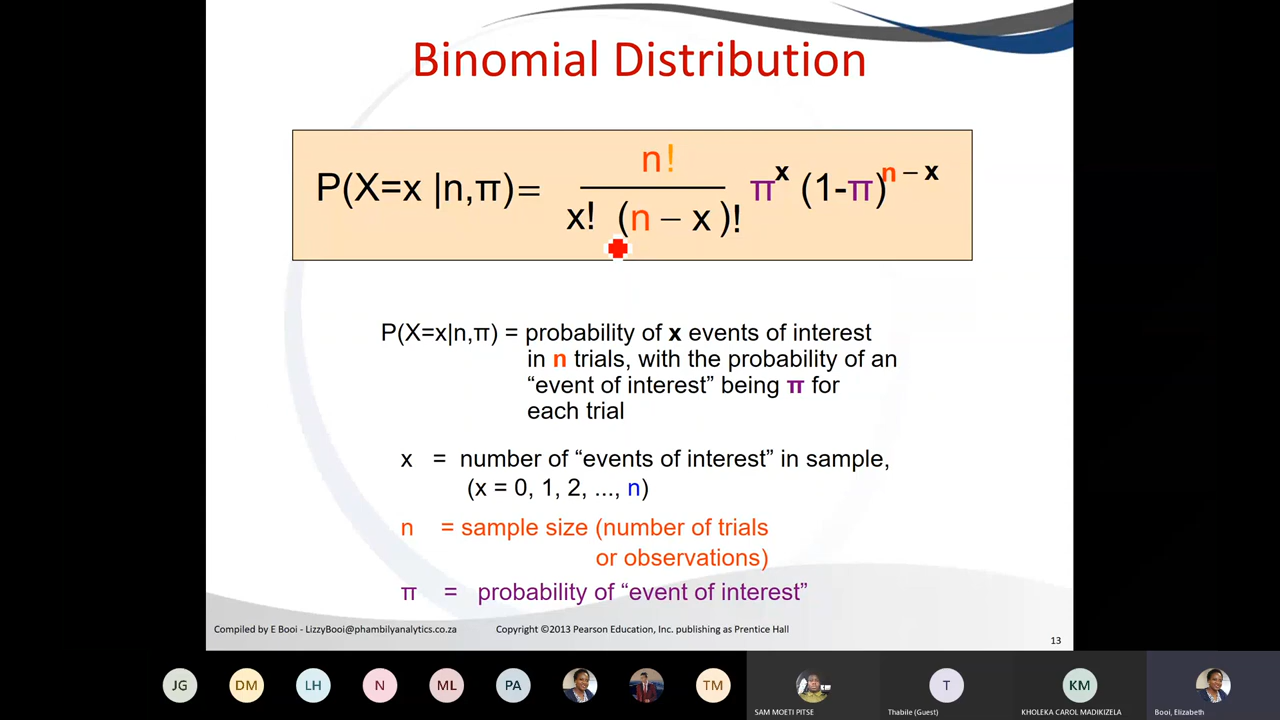 Binomial Distribution
P(X=x |n,π)= n! / x! (n − x )! π^x (1-π)^n − x
P(X=x|n,π) = probability of x events of interest
in n trials, with the probability of an
“event of interest” being π for
each trial
x = number of “events of interest” in sample,
(x = 0, 1, 2, ..., n)
n = sample size (number of trials
or observations)
π = probability of “event of interest”
Compiled by E Booi - LizzyBooi@phambilyanalytics.co.za Copyright ©2013 Pearson Education, Inc. publishing as Prentice Hall
13
JG DM LH N ML PA TM T KM
SAM MOETI PITSE Thabile (Guest) KHOLEKA CAROL MADIKIZELA Booi, Elizabeth